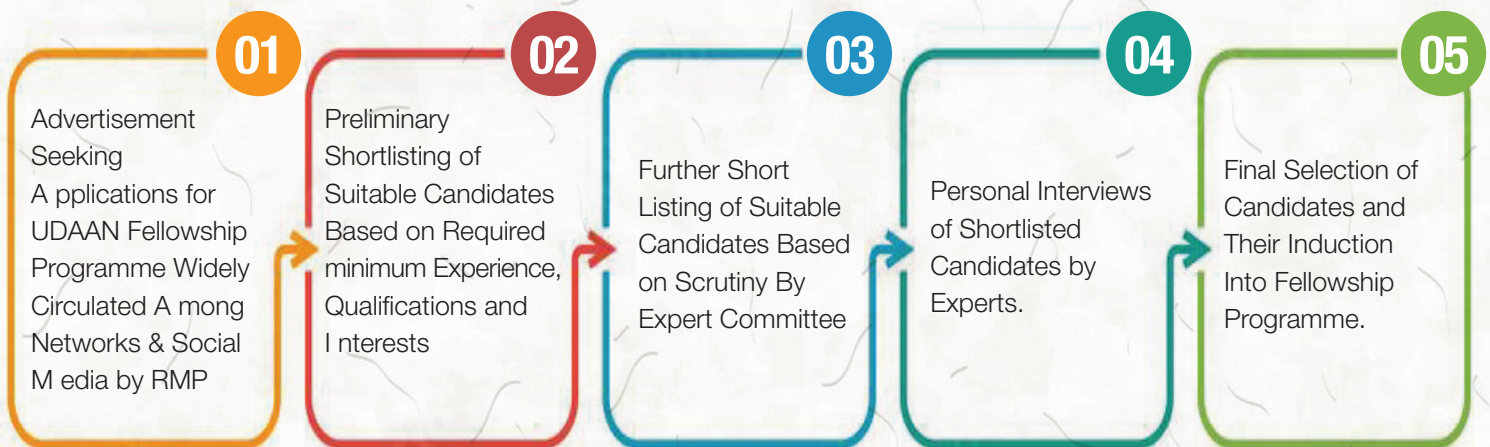 01
Advertisement
Seeking
A pplications for
UDAAN Fellowship
Programme Widely
Circulated A mong
Networks & Social
M edia by RMP
02
Preliminary
Shortlisting of
Suitable Candidates
Based on Required
minimum Experience,
Qualifications and
I nterests
03
Further Short
Listing of Suitable
Candidates Based
on Scrutiny By
Expert Committee
04
Personal Interviews
of Shortlisted
Candidates by
Experts.
05
Final Selection of
Candidates and
Their Induction
Into Fellowship
Programme.